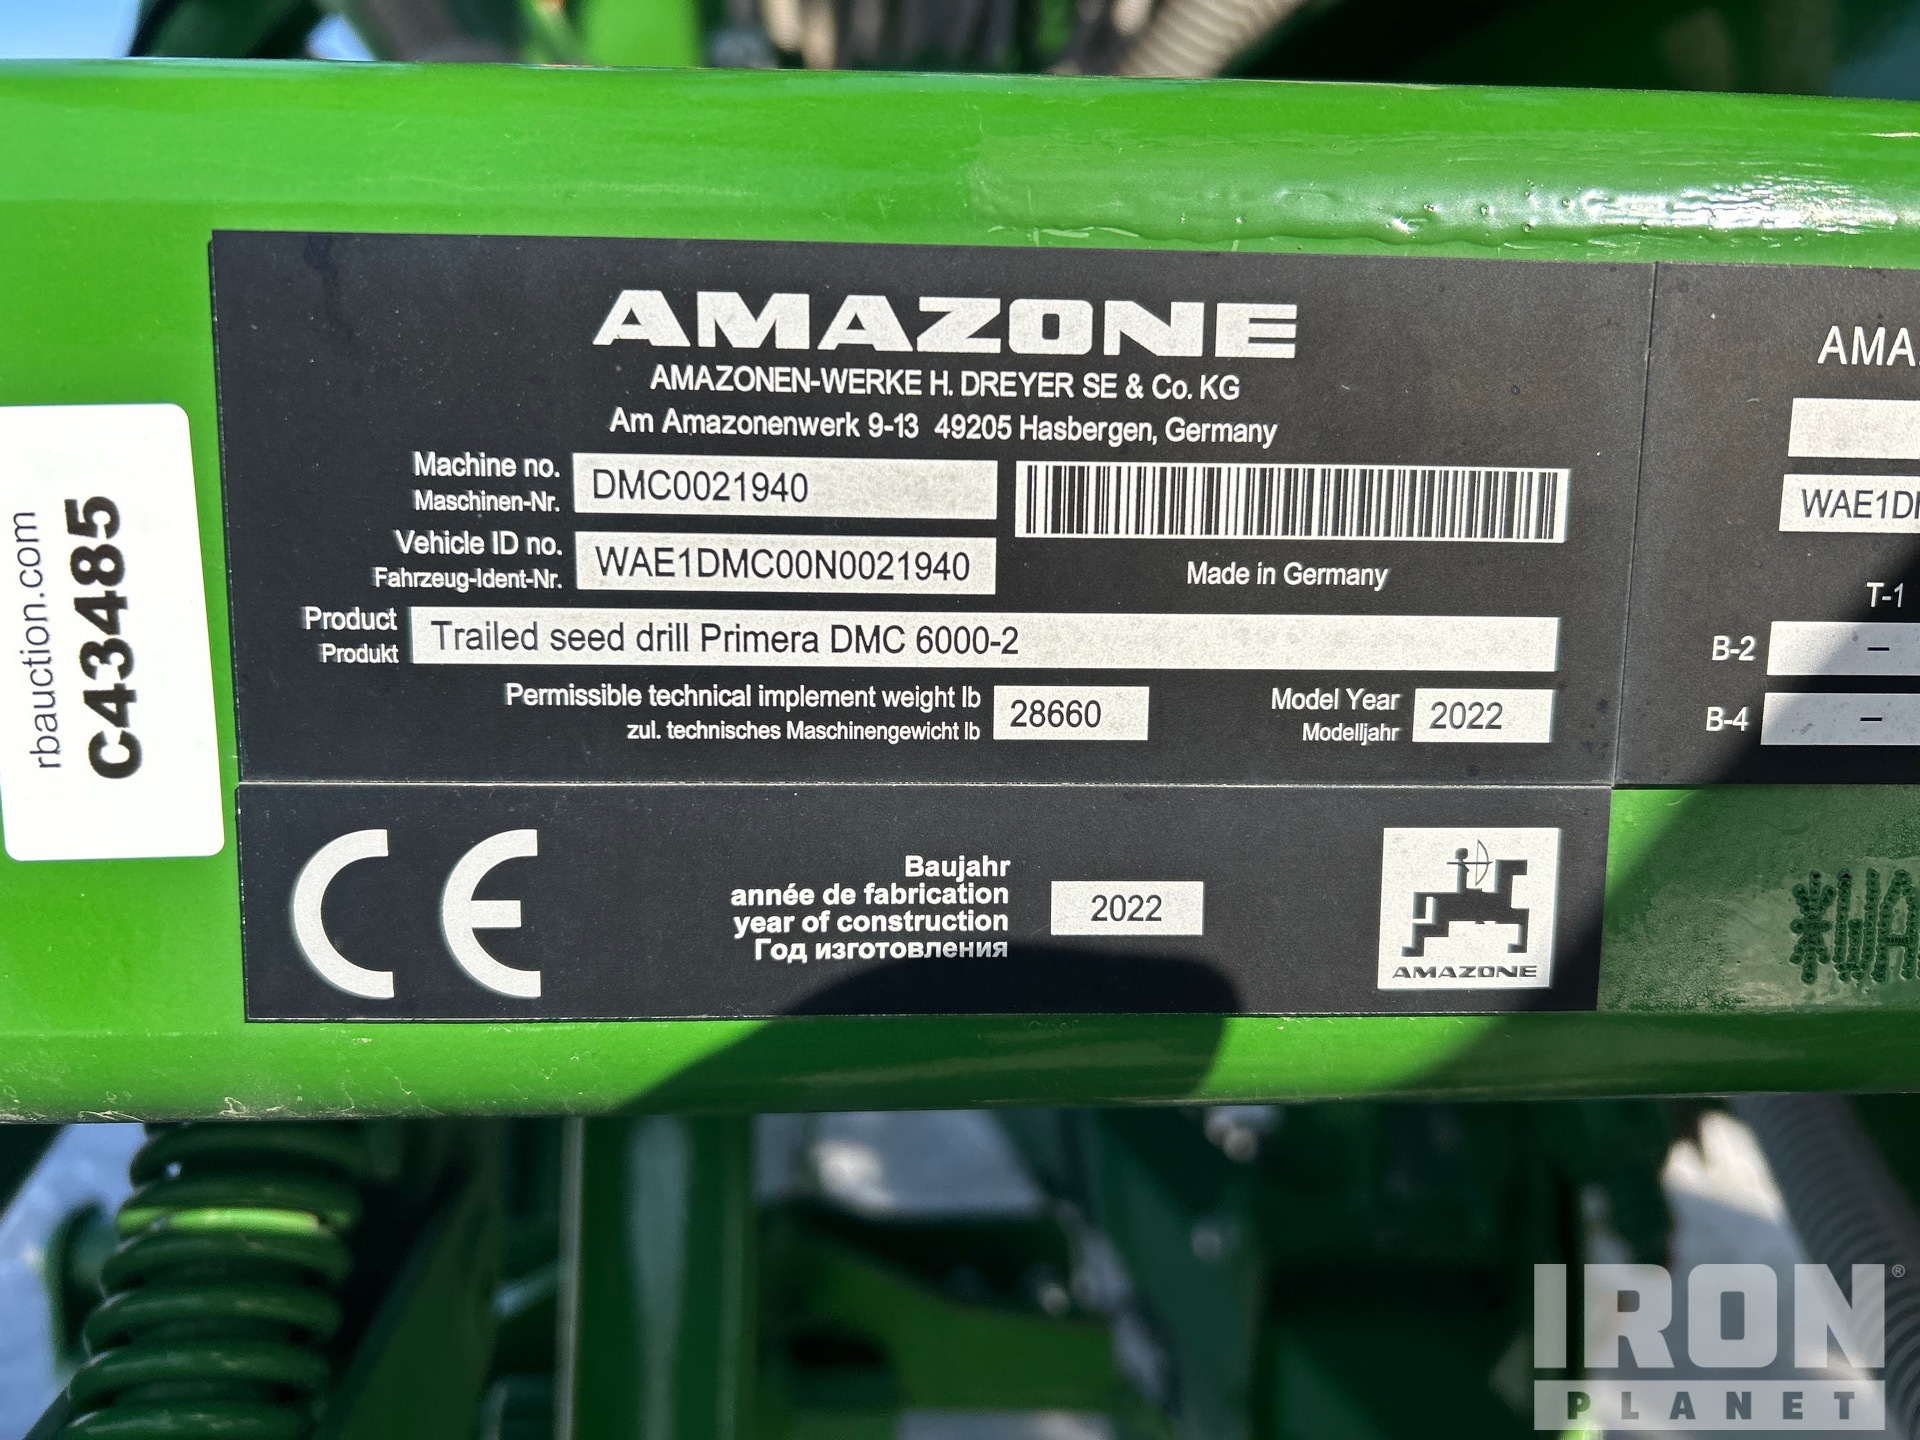 AMAZONE
AMAZONEN-WERKE H. DREYER SE & Co. KG
Am Amazonenwerk 9-13 49205 Hasbergen, Germany
Machine no.
Maschinen-Nr.
DMC0021940
Vehicle ID no.
Fahrzeug-Ident-Nr.
WAE1DMC00N0021940
Made in Germany
Product
Produkt
Trailed seed drill Primera DMC 6000-2
Permissible technical implement weight lb
zul. technisches Maschinengewicht lb
28660
Model Year
Modelljahr
2022
Baujahr
année de fabrication
year of construction
Год изготовления
2022
CE
AMAZONE
AMA
WAE1D
T-1
B-2 –
B-4 –
*WA
rbauction.com
C43485
IRON
PLANET